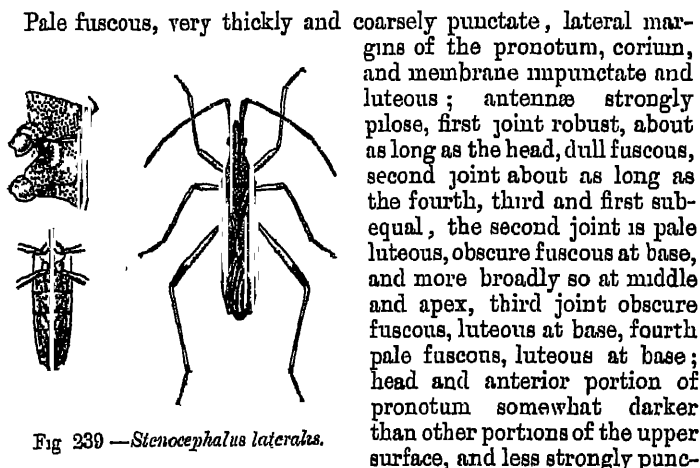 Pale fuscous, very thickly and coarsely punctate, lateral mar-
gins of the pronotum, corium,
and membrane impunctate and
luteous; antennæ strongly
pilose, first joint robust, about
as long as the head, dull fuscous,
second joint about as long as
the fourth, third and first sub-
equal, the second joint is pale
luteous, obscure fuscous at base,
and more broadly so at middle
and apex, third joint obscure
fuscous, luteous at base, fourth
pale fuscous, luteous at base;
head and anterior portion of
pronotum somewhat darker
than other portions of the upper
surface, and less strongly punc-
Fig 239 —Stenocephalus lateralis.